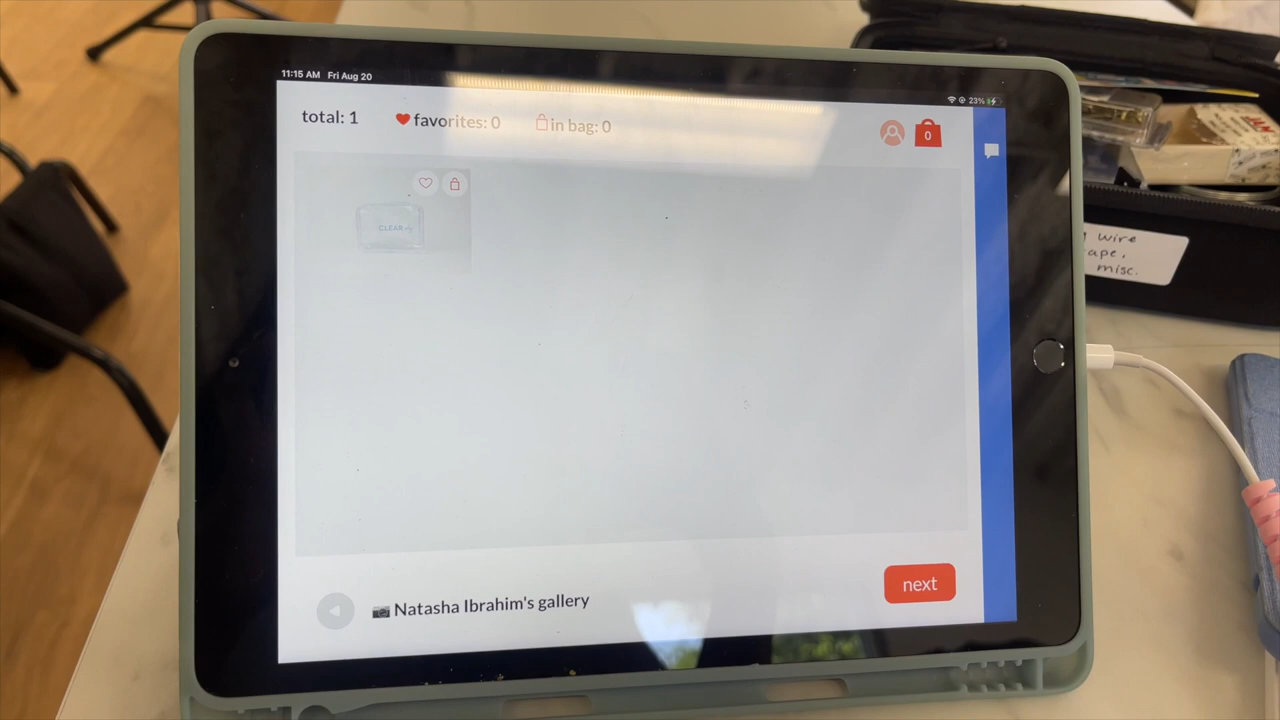 11:15 AM Fri Aug 20
23%
total: 1
favorites: 0
in bag: 0
0
CLEAR
Natasha Ibrahim's gallery
next
JAM
wire
ape,
misc.